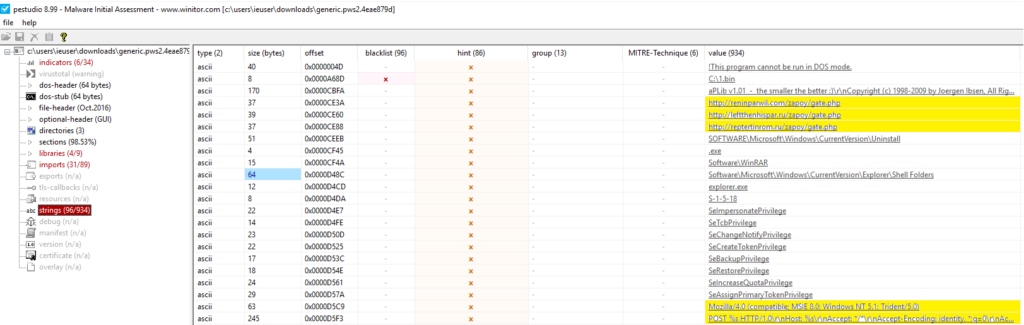 pestudio 8.99 - Malware Initial Assessment - www.winitor.com [c:\users\ieuser\downloads\generic.pws2.4eae879d]
file help
c:\users\ieuser\downloads\generic.pws2.4eae879
indicators (6/34)
virustotal (warning)
dos-header (64 bytes)
dos-stub (64 bytes)
file-header (Oct.2016)
optional-header (GUI)
directories (3)
sections (98.53%)
libraries (4/9)
imports (31/89)
exports (n/a)
tls-callbacks (n/a)
resources (n/a)
abc strings (96/934)
debug (n/a)
manifest (n/a)
version (n/a)
certificate (n/a)
overlay (n/a)
type (2) size (bytes) offset blacklist (96) hint (86) group (13) MITRE-Technique (6) value (934)
ascii 40 0x0000004D - x - - !This program cannot be run in DOS mode.
ascii 8 0x0000A68D x x - - C:\1.bin
ascii 170 0x0000CBFA - x - - aPLib v1.01 - the smaller the better :)\r\nCopyright (c) 1998-2009 by Joergen Ibsen, All Rig...
ascii 37 0x0000CE3A - x - - http://reninparwil.com/zapoy/gate.php
ascii 39 0x0000CE60 - x - - http://leftthenhispar.ru/zapoy/gate.php
ascii 37 0x0000CE88 - x - - http://reptertinrom.ru/zapoy/gate.php
ascii 51 0x0000CEEB - x - - SOFTWARE\Microsoft\Windows\CurrentVersion\Uninstall
ascii 4 0x0000CF45 - x - - .exe
ascii 15 0x0000CF4A - x - - Software\WinRAR
ascii 64 0x0000D48C - x - - Software\Microsoft\Windows\CurrentVersion\Explorer\Shell Folders
ascii 12 0x0000D4CD - x - - explorer.exe
ascii 8 0x0000D4DA - x - - S-1-5-18
ascii 22 0x0000D4E7 - x - - SeImpersonatePrivilege
ascii 14 0x0000D4FE - x - - SeTcbPrivilege
ascii 23 0x0000D50D - x - - SeChangeNotifyPrivilege
ascii 22 0x0000D525 - x - - SeCreateTokenPrivilege
ascii 17 0x0000D53C - x - - SeBackupPrivilege
ascii 18 0x0000D54E - x - - SeRestorePrivilege
ascii 24 0x0000D561 - x - - SeIncreaseQuotaPrivilege
ascii 29 0x0000D57A - x - - SeAssignPrimaryTokenPrivilege
ascii 63 0x0000D5C9 - x - - Mozilla/4.0 (compatible; MSIE 8.0; Windows NT 5.1; Trident/5.0)
ascii 245 0x0000D5F3 - x - - POST %s HTTP/1.0\r\nHost: %s\r\nAccept: */*\r\nAccept-Encoding: identity, *;q=0\r\nAc...